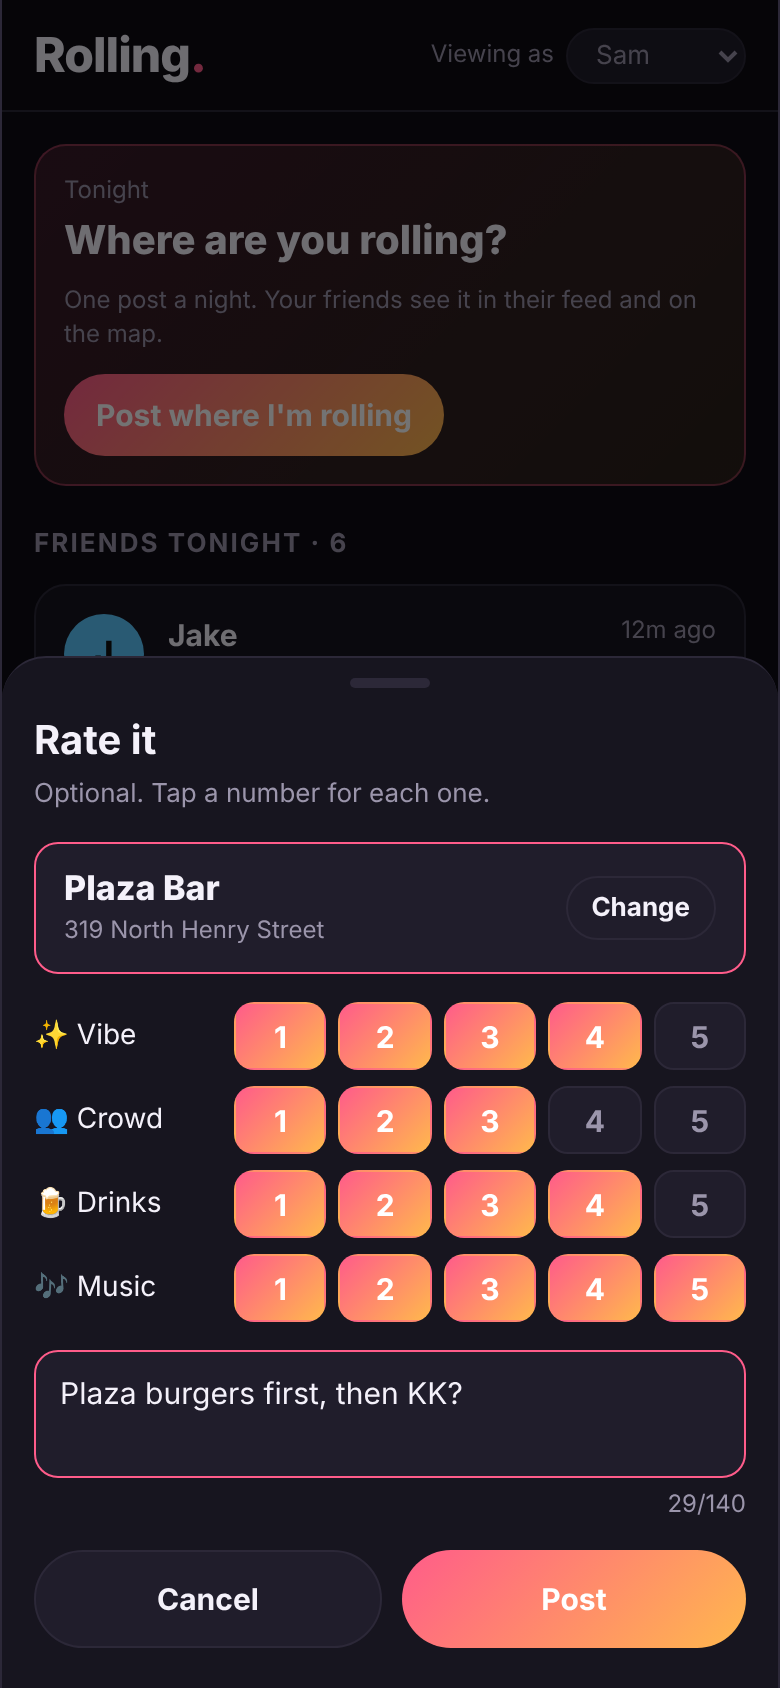 Rolling.
Viewing as Sam
Tonight
Where are you rolling?
One post a night. Your friends see it in their feed and on
the map.
Post where I'm rolling
FRIENDS TONIGHT · 6
Jake
12m ago
Rate it
Optional. Tap a number for each one.
Plaza Bar
319 North Henry Street
Change
✨ Vibe 1 2 3 4 5
👥 Crowd 1 2 3 4 5
🍺 Drinks 1 2 3 4 5
🎶 Music 1 2 3 4 5
Plaza burgers first, then KK?
29/140
Cancel Post